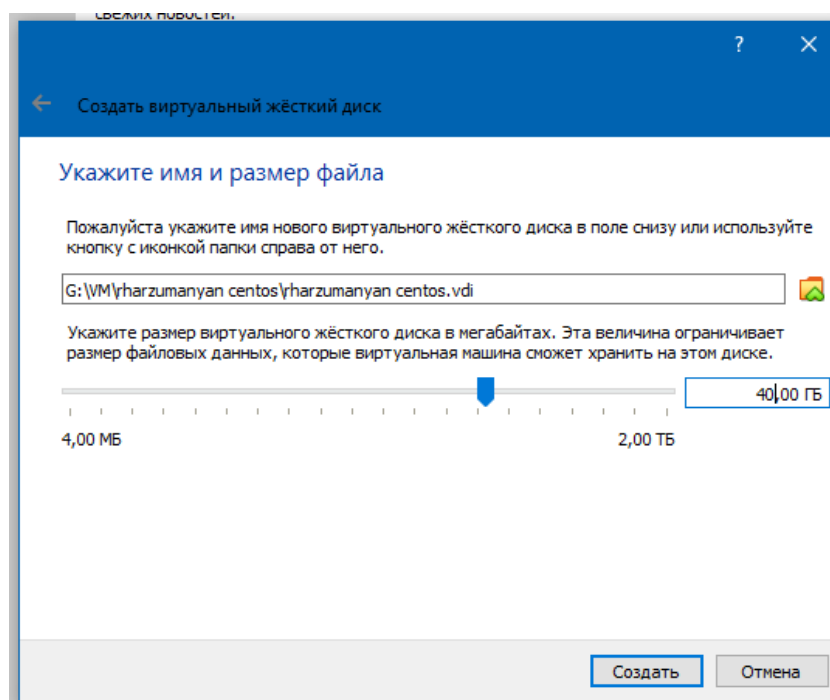 свежих новостей.
?
Создать виртуальный жёсткий диск
Укажите имя и размер файла
Пожалуйста укажите имя нового виртуального жёсткого диска в поле снизу или используйте
кнопку с иконкой папки справа от него.
G:\VM\rharzumanyan centos\rharzumanyan centos.vdi
Укажите размер виртуального жёсткого диска в мегабайтах. Эта величина ограничивает
размер файловых данных, которые виртуальная машина сможет хранить на этом диске.
40,00 ГБ
4,00 МБ
2,00 ТБ
Создать
Отмена